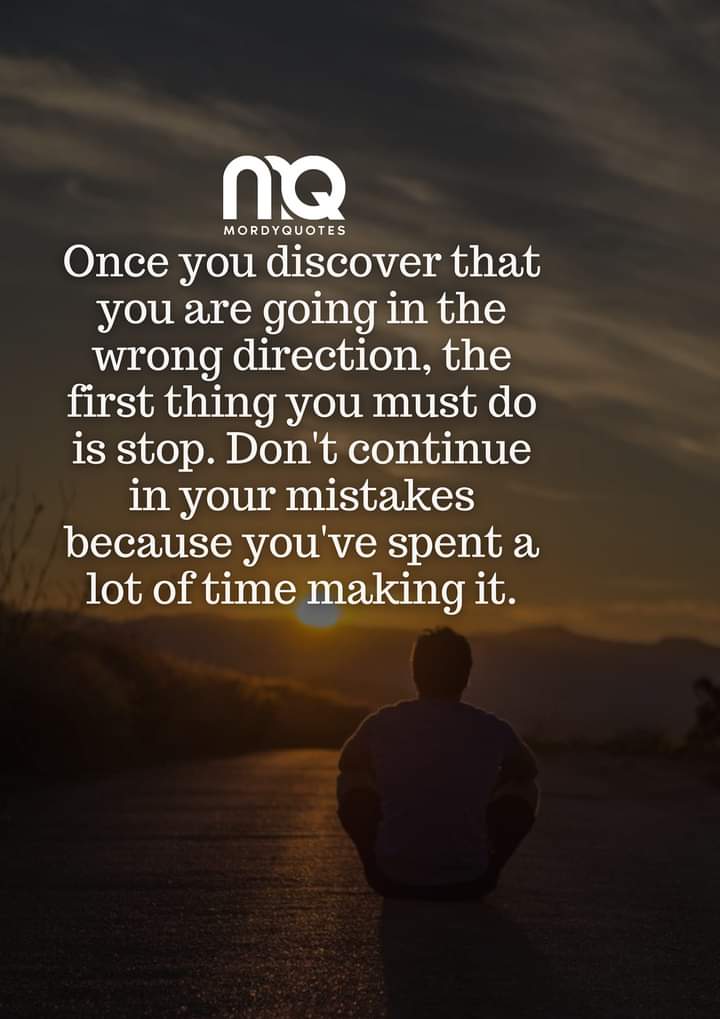 MQ
MORDYQUOTES
Once you discover that
you are going in the
wrong direction, the
first thing you must do
is stop. Don't continue
in your mistakes
because you've spent a
lot of time making it.